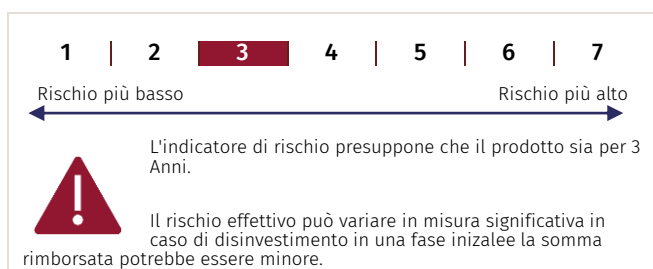 1 2 3 4 5 6 7
Rischio più basso Rischio più alto
L'indicatore di rischio presuppone che il prodotto sia per 3
Anni.
Il rischio effettivo può variare in misura significativa in
caso di disinvestimento in una fase inizalee la somma
rimborsata potrebbe essere minore.